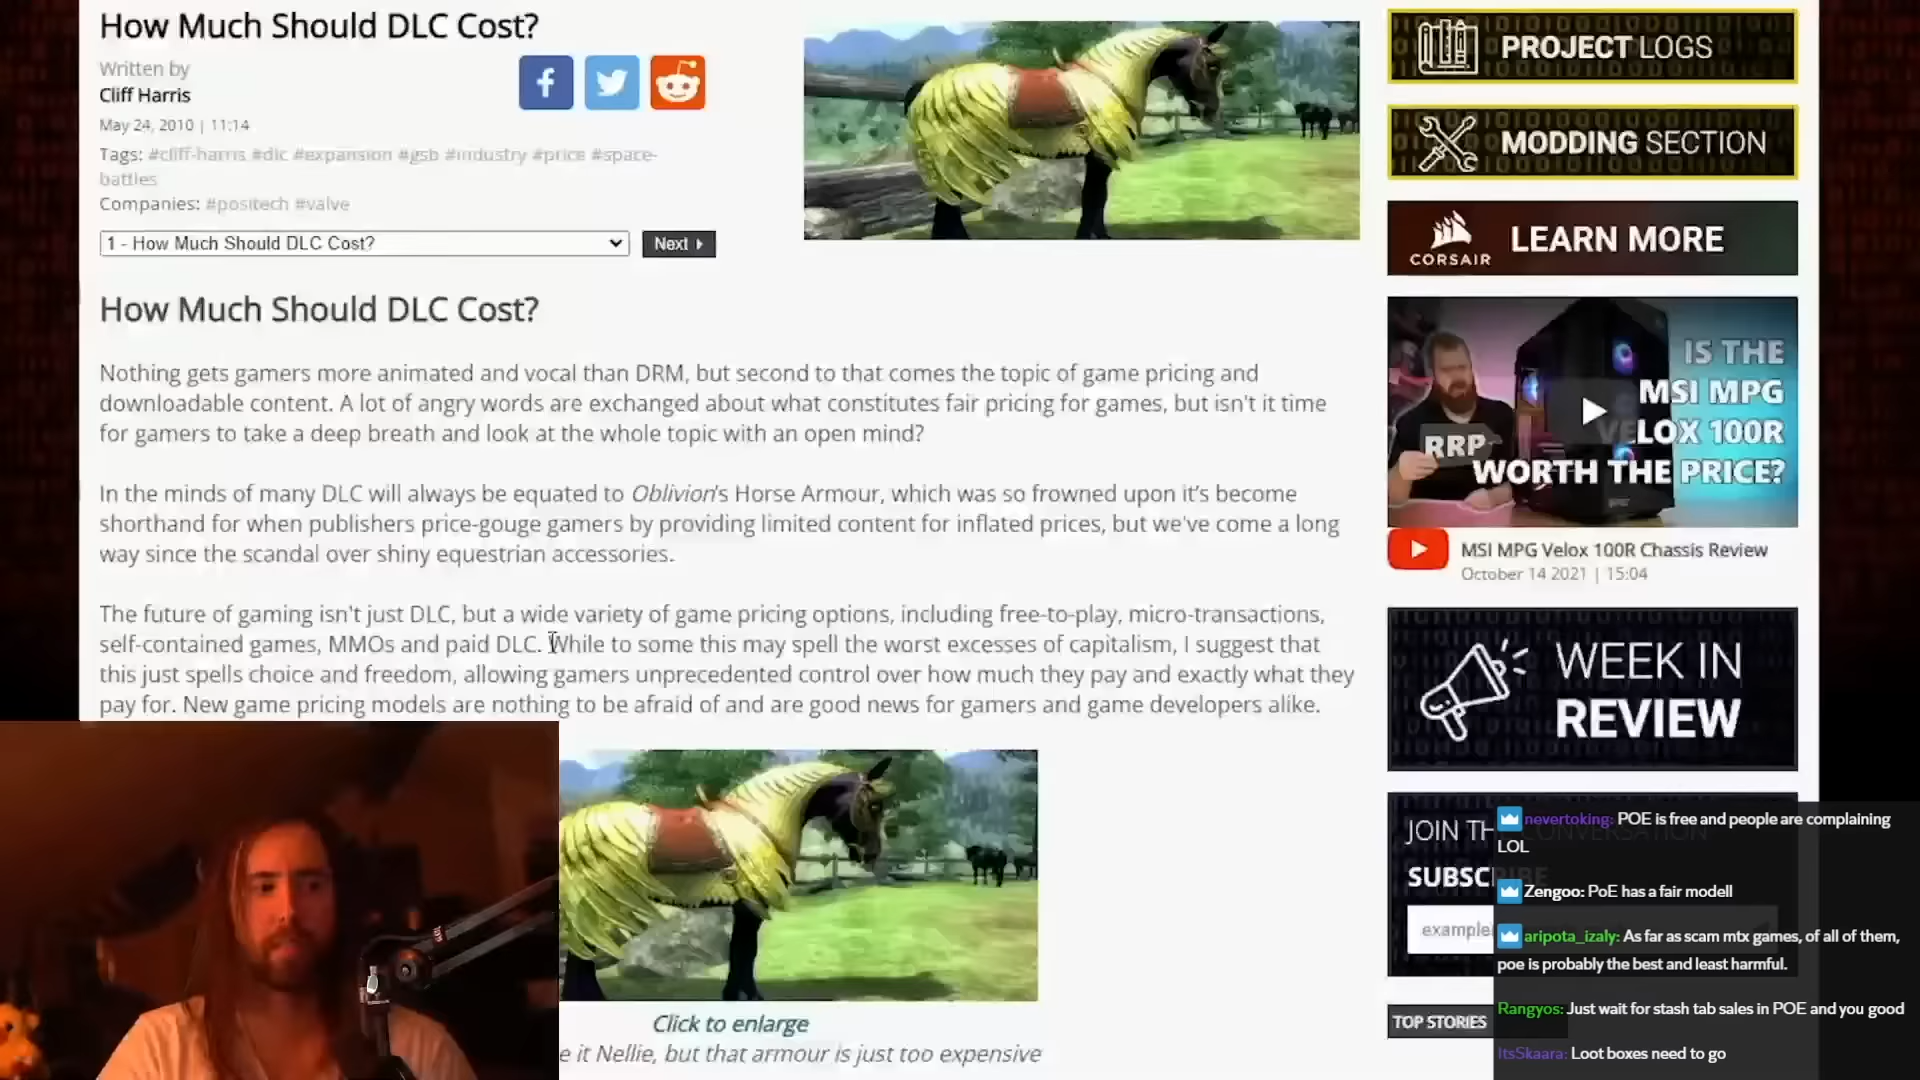 How Much Should DLC Cost?
Written by
Cliff Harris
May 24, 2010 | 11:14
Tags: #cliff-harris #dlc #expansion #gsb #industry #price #space-
battles
Companies: #positech #valve
1 - How Much Should DLC Cost?
Next
How Much Should DLC Cost?
Nothing gets gamers more animated and vocal than DRM, but second to that comes the topic of game pricing and
downloadable content. A lot of angry words are exchanged about what constitutes fair pricing for games, but isn't it time
for gamers to take a deep breath and look at the whole topic with an open mind?
In the minds of many DLC will always be equated to Oblivion's Horse Armour, which was so frowned upon it's become
shorthand for when publishers price-gouge gamers by providing limited content for inflated prices, but we've come a long
way since the scandal over shiny equestrian accessories.
The future of gaming isn't just DLC, but a wide variety of game pricing options, including free-to-play, micro-transactions,
self-contained games, MMOs and paid DLC. While to some this may spell the worst excesses of capitalism, I suggest that
this just spells choice and freedom, allowing gamers unprecedented control over how much they pay and exactly what they
pay for. New game pricing models are nothing to be afraid of and are good news for gamers and game developers alike.
Click to enlarge
e it Nellie, but that armour is just too expensive
PROJECT LOGS
MODDING SECTION
CORSAIR
LEARN MORE
IS THE
MSI MPG
VELOX 100R
WORTH THE PRICE?
RRP
MSI MPG Velox 100R Chassis Review
October 14 2021 | 15:04
WEEK IN
REVIEW
JOIN THE CONVERSATION
SUBSCRIBE
example
TOP STORIES
nevertoking: POE is free and people are complaining
LOL
Zengoo: PoE has a fair modell
aripota_izaly: As far as scam mtx games, of all of them,
poe is probably the best and least harmful.
Rangyos: Just wait for stash tab sales in POE and you good
ItsSkaara: Loot boxes need to go